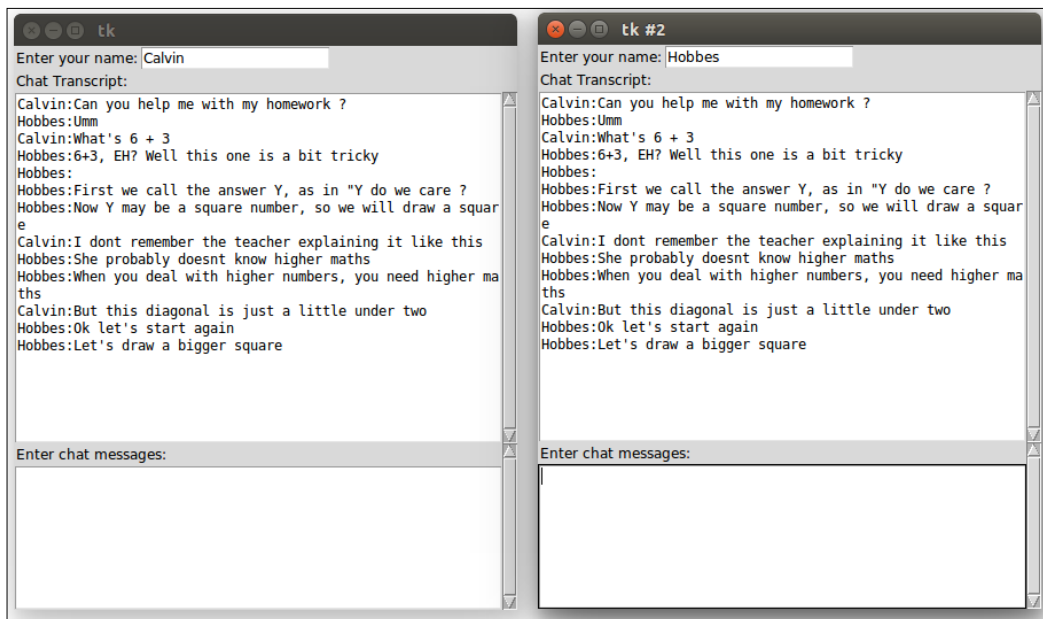 tk
Enter your name: Calvin
Chat Transcript:
Calvin:Can you help me with my homework ?
Hobbes:Umm
Calvin:What's 6 + 3
Hobbes:6+3, EH? Well this one is a bit tricky
Hobbes:
Hobbes:First we call the answer Y, as in "Y do we care ?
Hobbes:Now Y may be a square number, so we will draw a squar
e
Calvin:I dont remember the teacher explaining it like this
Hobbes:She probably doesnt know higher maths
Hobbes:When you deal with higher numbers, you need higher ma
ths
Calvin:But this diagonal is just a little under two
Hobbes:Ok let's start again
Hobbes:Let's draw a bigger square
Enter chat messages:
tk #2
Enter your name: Hobbes
Chat Transcript:
Calvin:Can you help me with my homework ?
Hobbes:Umm
Calvin:What's 6 + 3
Hobbes:6+3, EH? Well this one is a bit tricky
Hobbes:
Hobbes:First we call the answer Y, as in "Y do we care ?
Hobbes:Now Y may be a square number, so we will draw a squar
e
Calvin:I dont remember the teacher explaining it like this
Hobbes:She probably doesnt know higher maths
Hobbes:When you deal with higher numbers, you need higher ma
ths
Calvin:But this diagonal is just a little under two
Hobbes:Ok let's start again
Hobbes:Let's draw a bigger square
Enter chat messages: